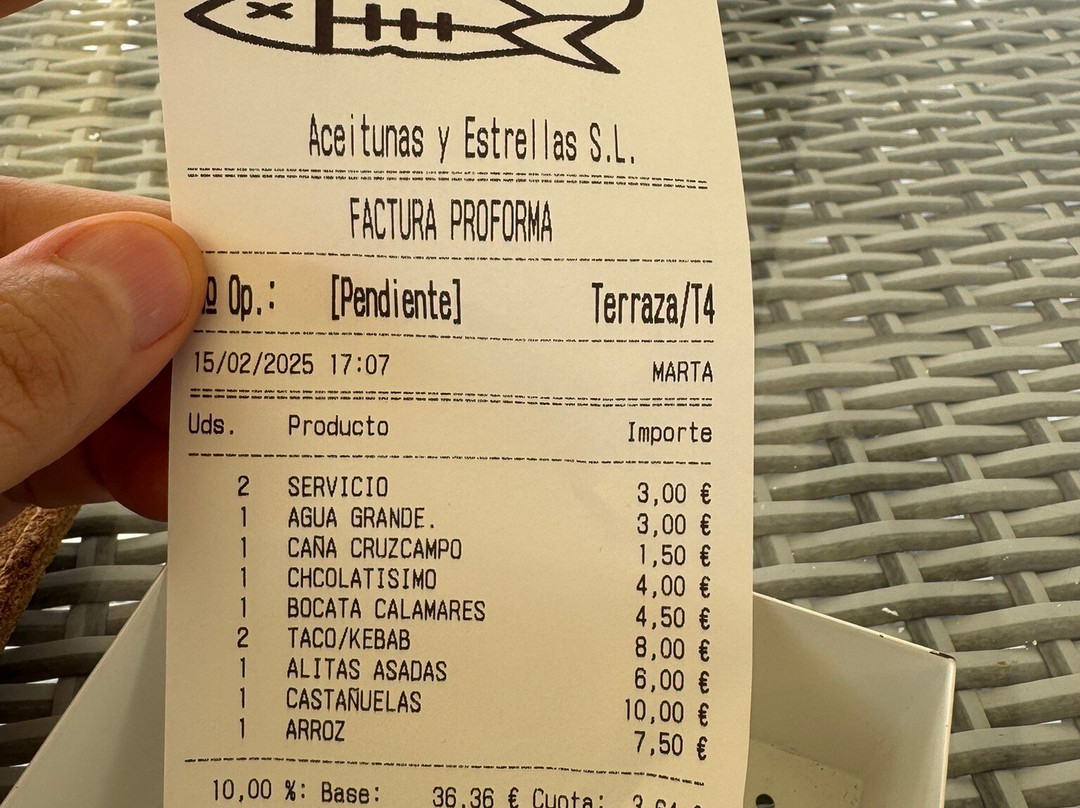 Aceitunas y Estrellas S.L.
FACTURA PROFORMA
º Op.: [Pendiente] Terraza/T4
15/02/2025 17:07 MARTA
Uds. Producto Importe
2 SERVICIO 3,00 €
1 AGUA GRANDE. 3,00 €
1 CAÑA CRUZCAMPO 1,50 €
1 CHCOLATISIMO 4,00 €
1 BOCATA CALAMARES 4,50 €
2 TACO/KEBAB 8,00 €
1 ALITAS ASADAS 6,00 €
1 CASTAÑUELAS 10,00 €
1 ARROZ 7,50 €
10,00 %: Base: 36,36 € Cuota: 3,64 €